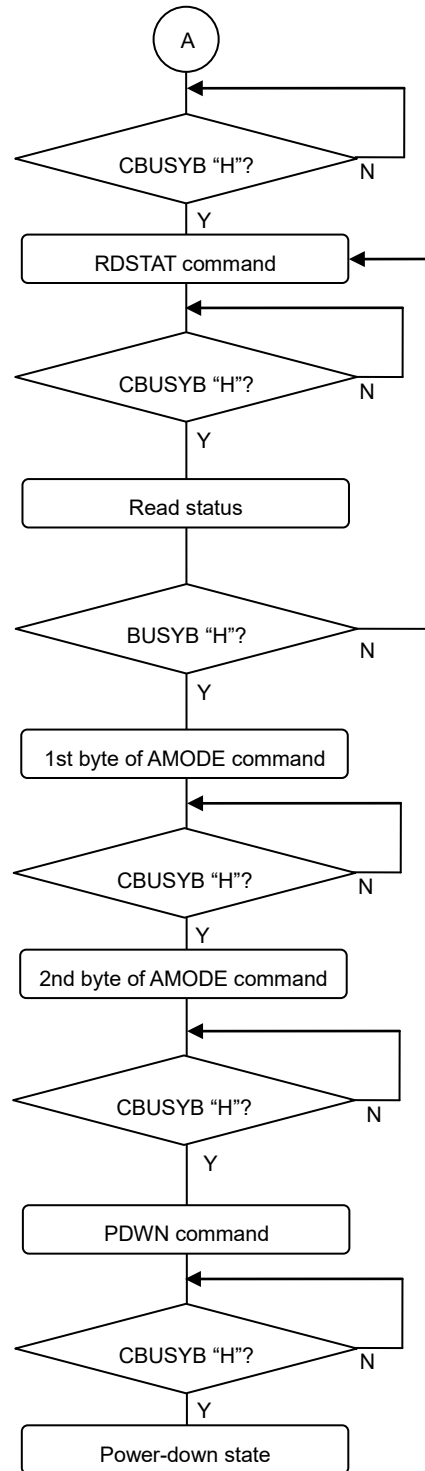 A
CBUSYB “H”?
N
Y
RDSTAT command
CBUSYB “H”?
N
Y
Read status
BUSYB “H”?
N
Y
1st byte of AMODE command
CBUSYB “H”?
N
Y
2nd byte of AMODE command
CBUSYB “H”?
N
Y
PDWN command
CBUSYB “H”?
N
Y
Power-down state